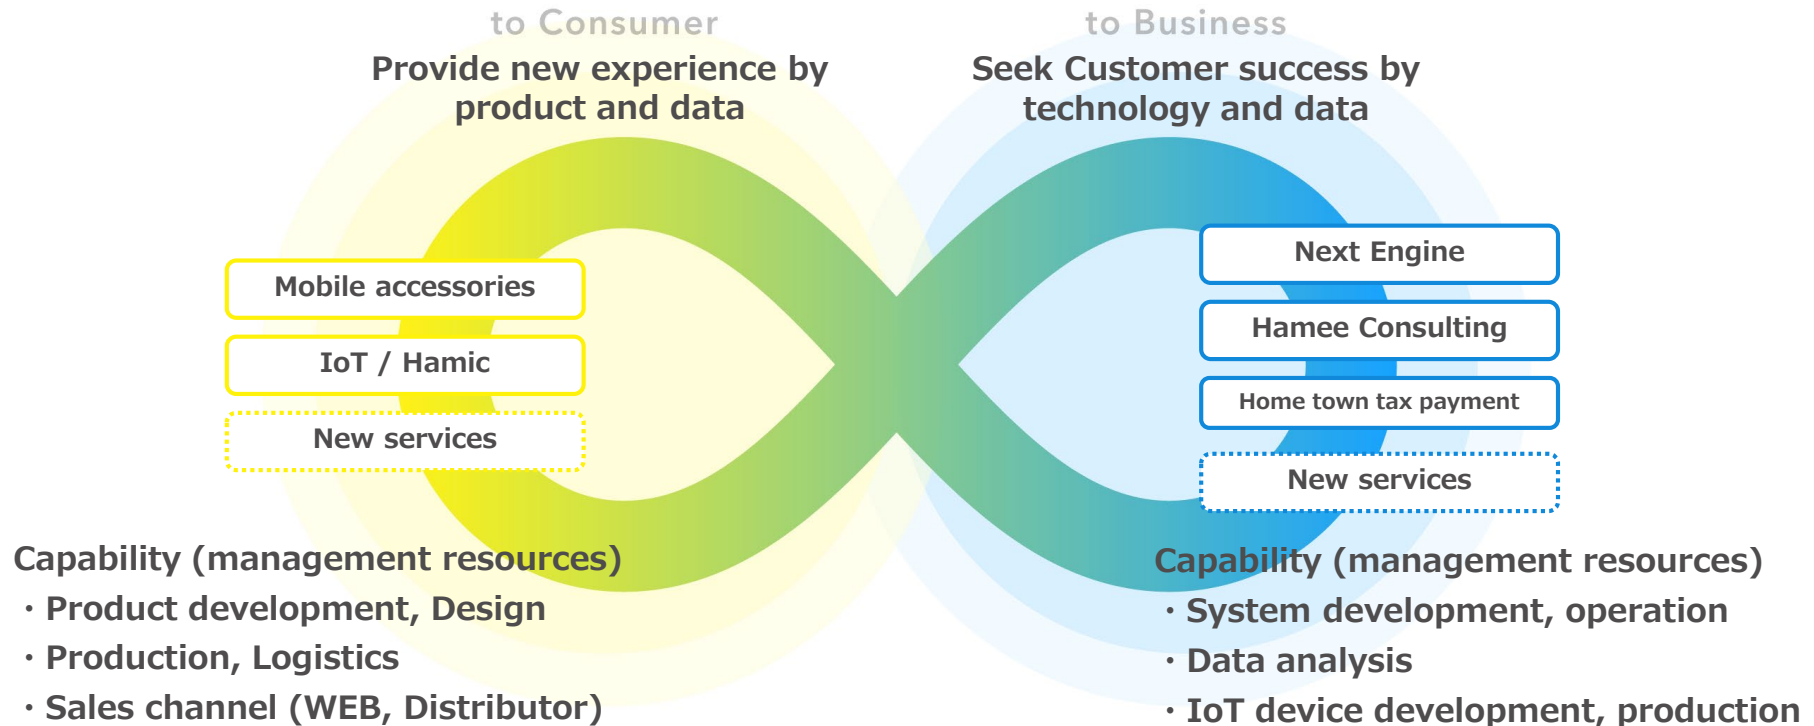 to Consumer
Provide new experience by
product and data
Mobile accessories
IoT / Hamic
New services
Capability (management resources)
・Product development, Design
・Production, Logistics
・Sales channel (WEB, Distributor)
to Business
Seek Customer success by
technology and data
Next Engine
Hamee Consulting
Home town tax payment
New services
Capability (management resources)
・System development, operation
・Data analysis
・IoT device development, production